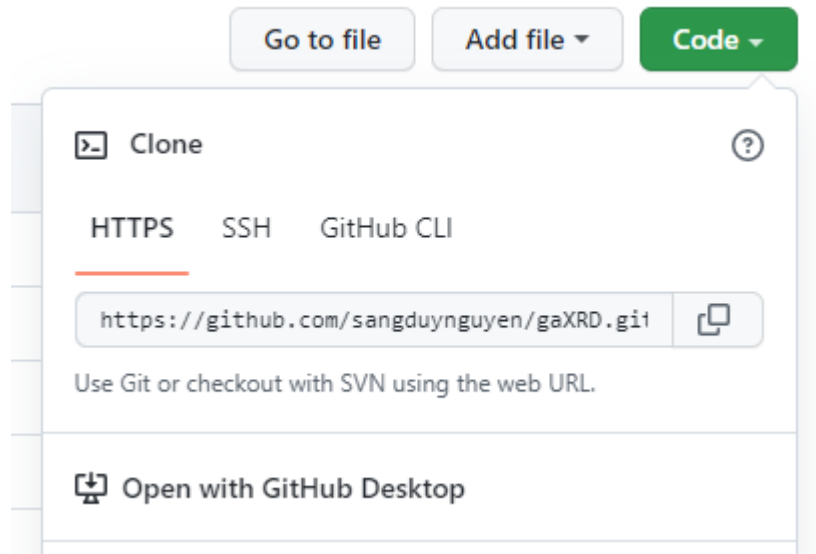 Go to file Add file Code
Clone
HTTPS SSH GitHub CLI
https://github.com/sangduynguyen/gaXRD.git
Use Git or checkout with SVN using the web URL.
Open with GitHub Desktop